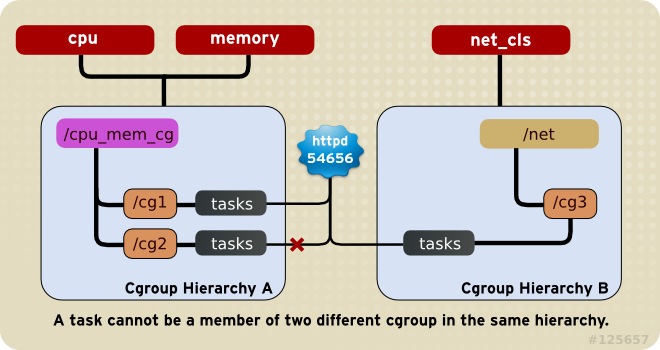 cpu
memory
net_cls
/cpu_mem_cg
httpd
54656
/net
/cg1
tasks
/cg3
/cg2
tasks
tasks
Cgroup Hierarchy A
Cgroup Hierarchy B
A task cannot be a member of two different cgroup in the same hierarchy.
#125657